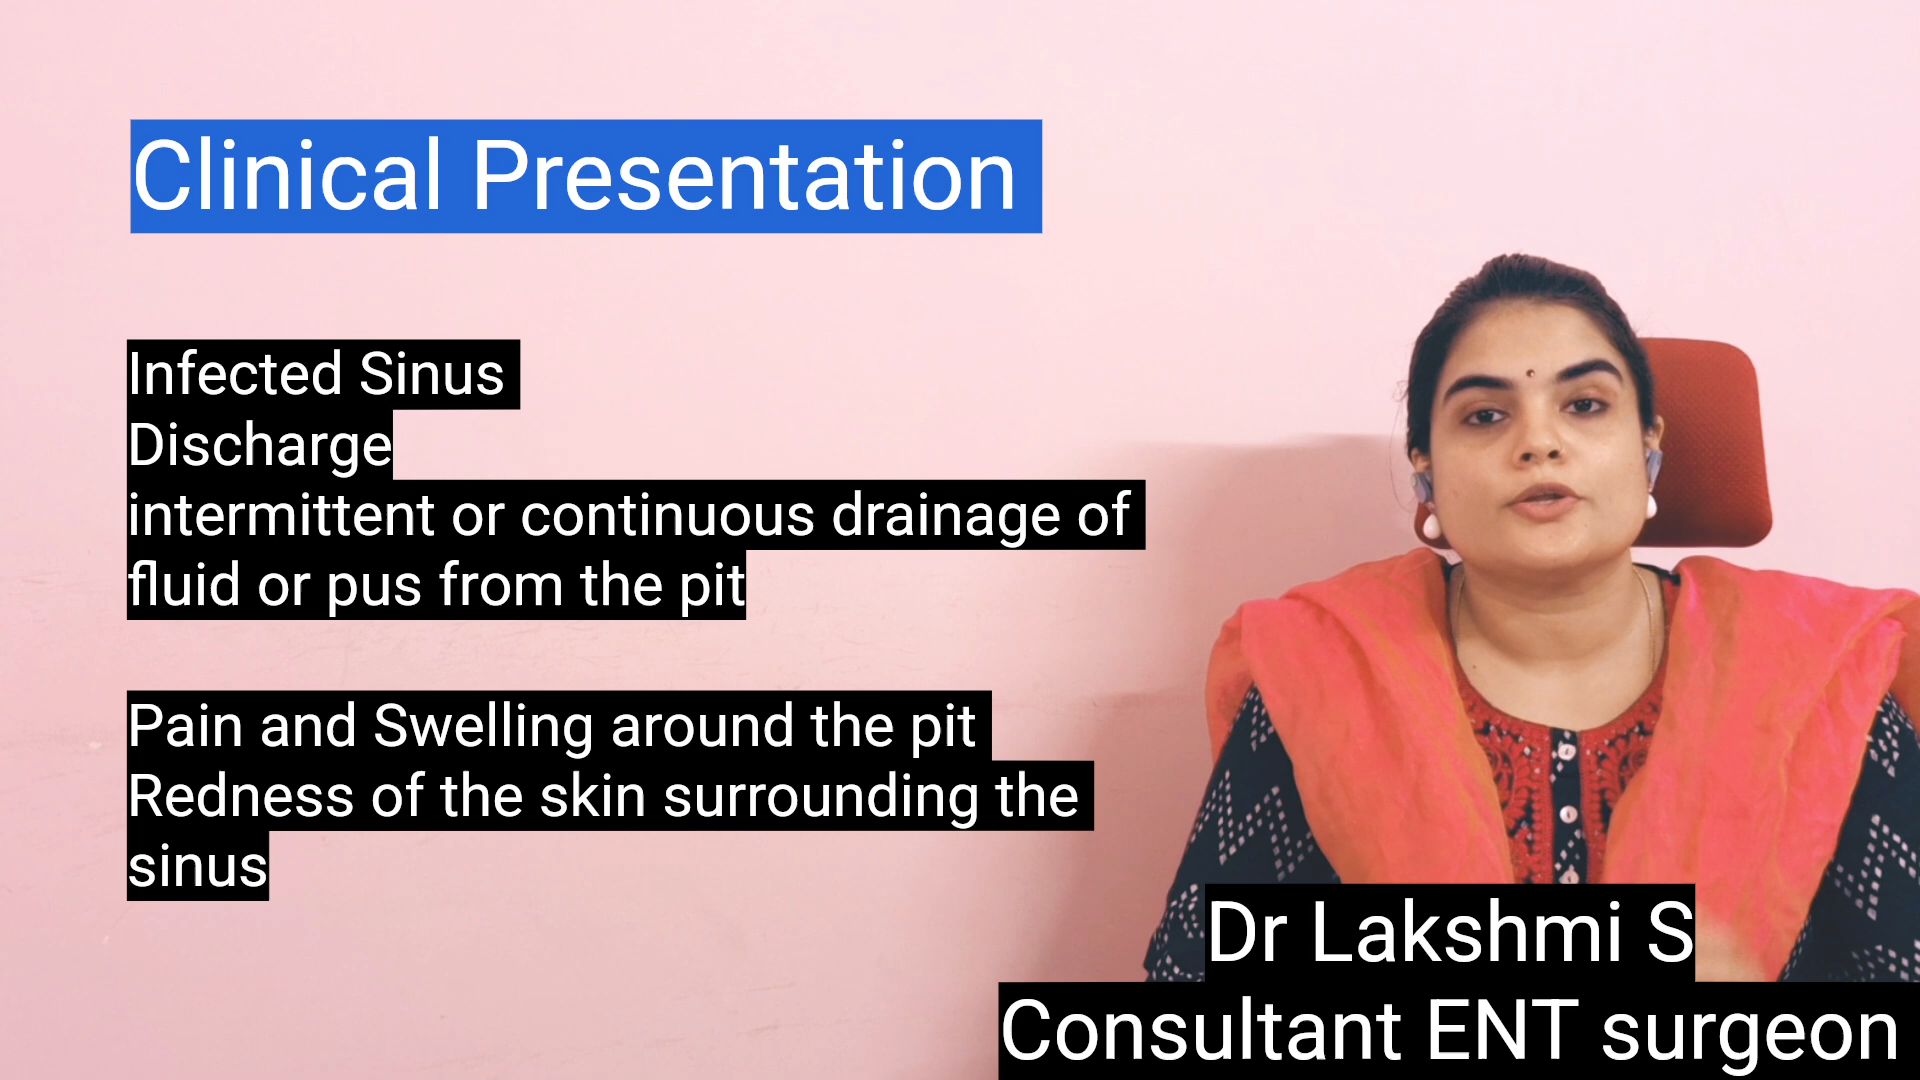 Clinical Presentation
Infected Sinus
Discharge
intermittent or continuous drainage of
fluid or pus from the pit
Pain and Swelling around the pit
Redness of the skin surrounding the
sinus
Dr Lakshmi S
Consultant ENT surgeon